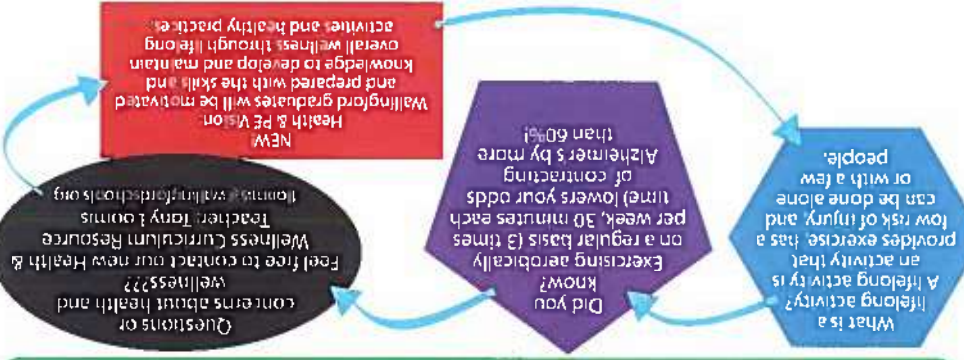 What is a
lifelong activity?
A lifelong activity is
an activity that
provides exercise, has a
low risk of injury, and
can be done alone
or with a few
people.
Did you
know?
Exercising aerobically
on a regular basis (3 times
per week, 30 minutes each
time) lowers your odds
of contracting
Alzheimer's by more
than 60%!
Questions or
concerns about health and
wellness???
Feel free to contact our new Health &
Wellness Curriculum Resource
Teacher: Tany Loomis
tloomis@wallingfordschools.org
NEW!
Health & PE Vision:
Wallingford graduates will be motivated
and prepared with the skills and
knowledge to develop and maintain
overall wellness through lifelong
activities and healthy practices.